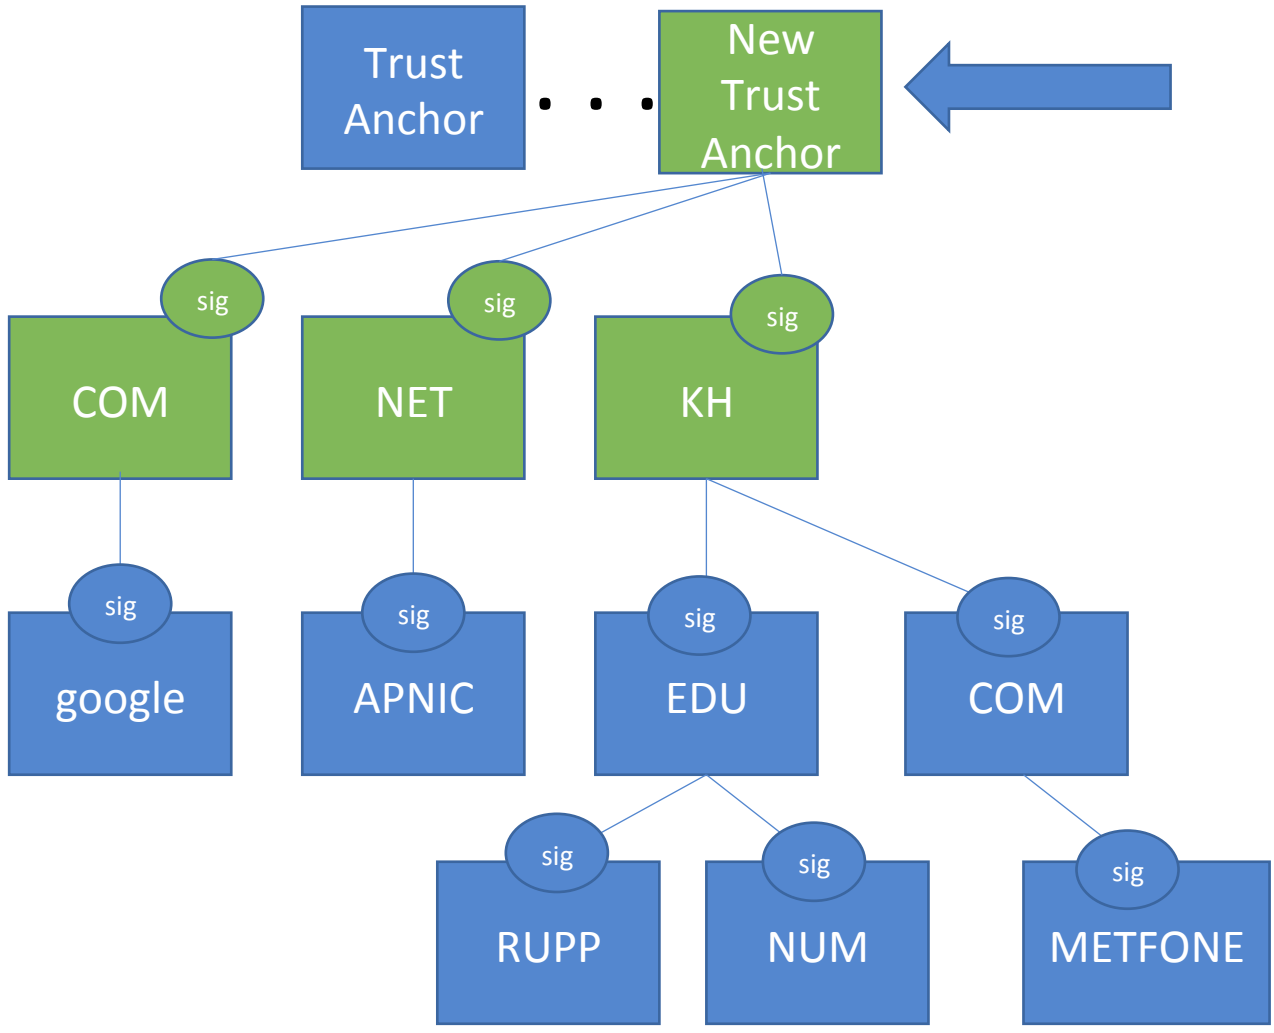 Trust
Anchor
. . .
New
Trust
Anchor
sig
sig
sig
COM
NET
KH
sig
sig
sig
sig
google
APNIC
EDU
COM
sig
sig
sig
RUPP
NUM
METFONE